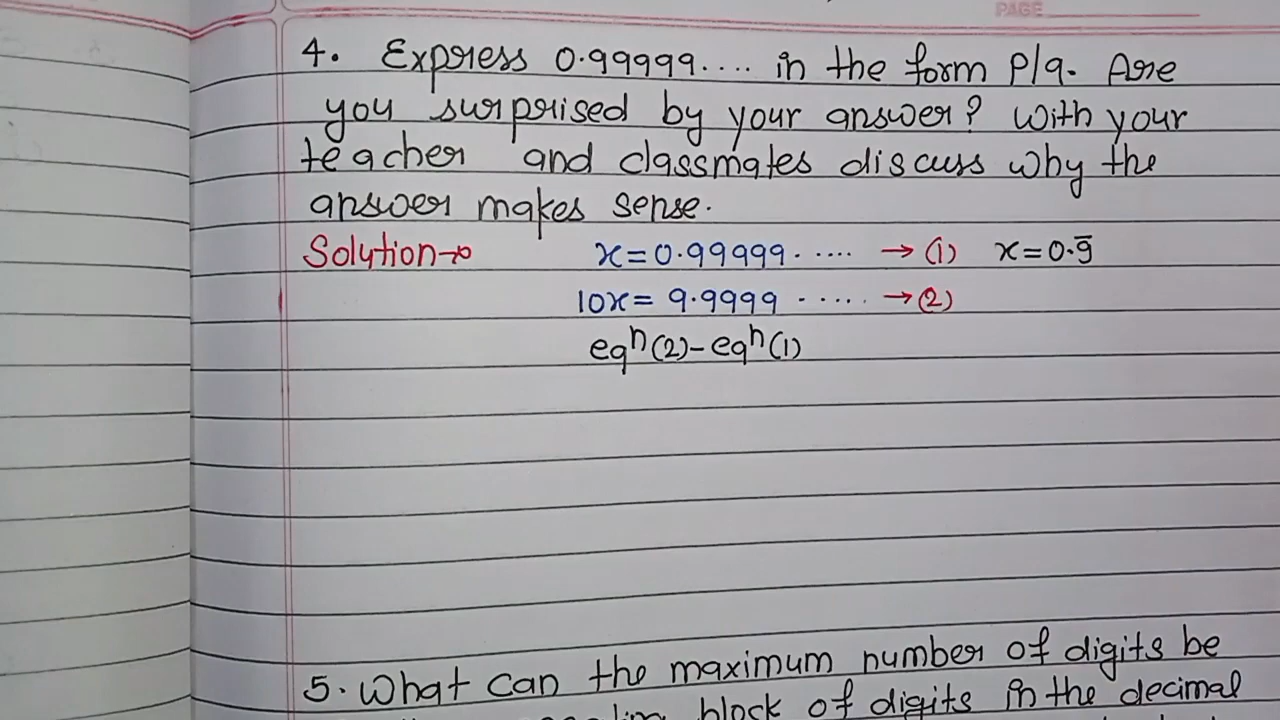 PAGE
4. Express 0.99999.... in the form P/q. Are
you surprised by your answer? With your
teacher and classmates discuss why the
answer makes sense.
Solution→ x=0.99999..... →(1) x=0.9̅
10x= 9.9999 ...... →(2)
eqⁿ(2)-eqⁿ(1)
5. What can the maximum number of digits be
block of digits in the decimal